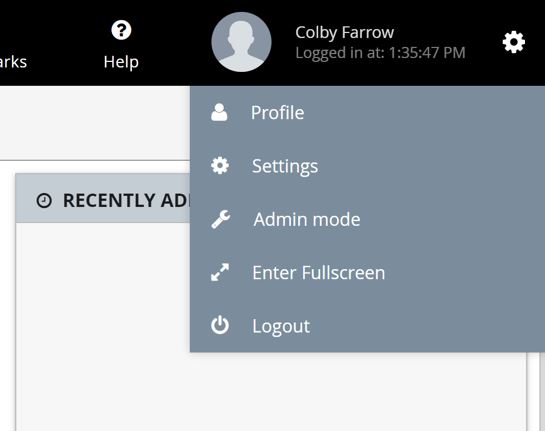 arks
Help
Colby Farrow
Logged in at: 1:35:47 PM
Profile
Settings
Admin mode
Enter Fullscreen
Logout
RECENTLY AD